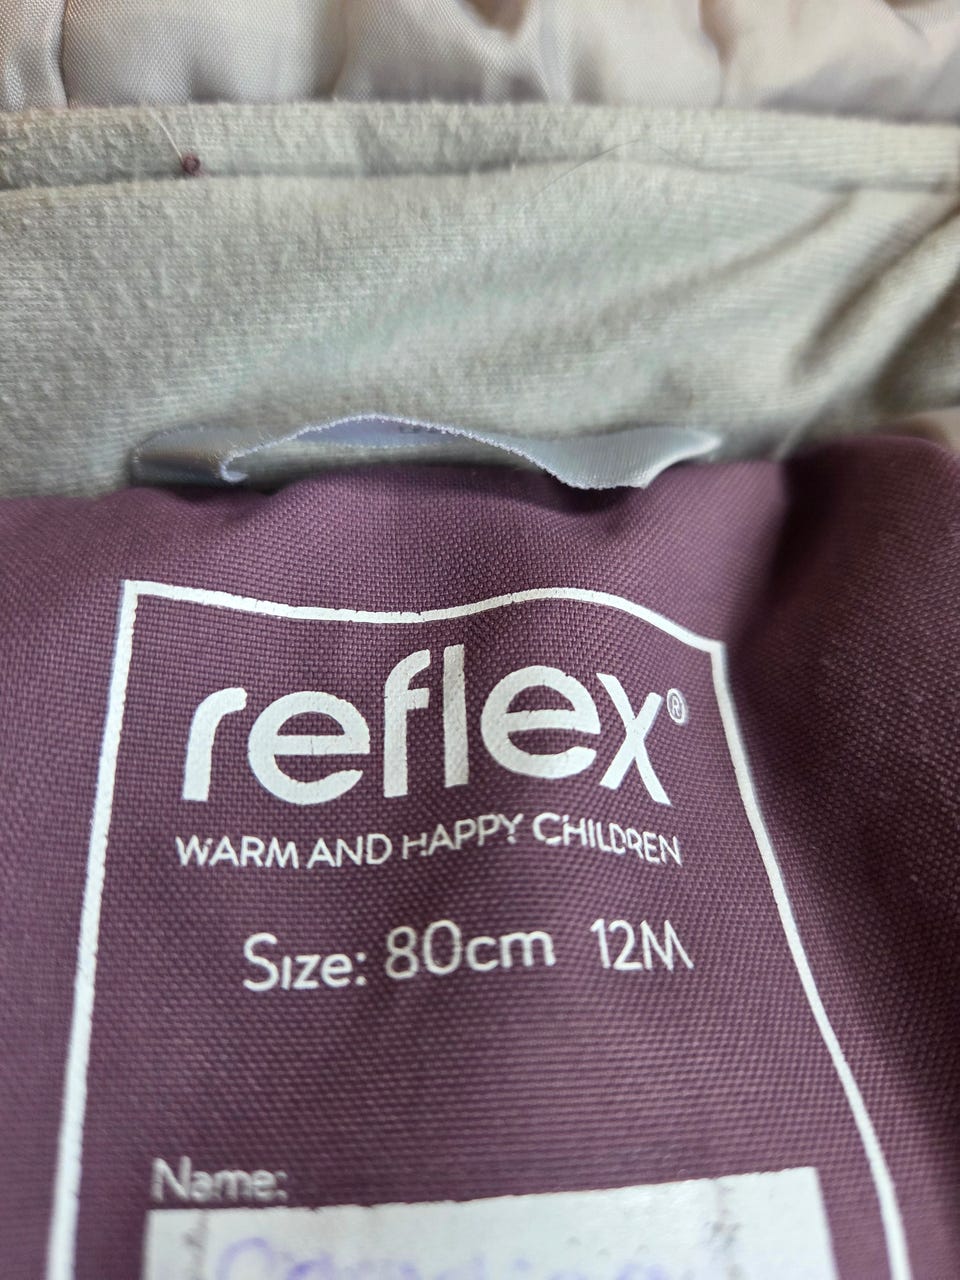 reflex®
WARM AND HAPPY CHILDREN
Size: 80cm 12M
Name: